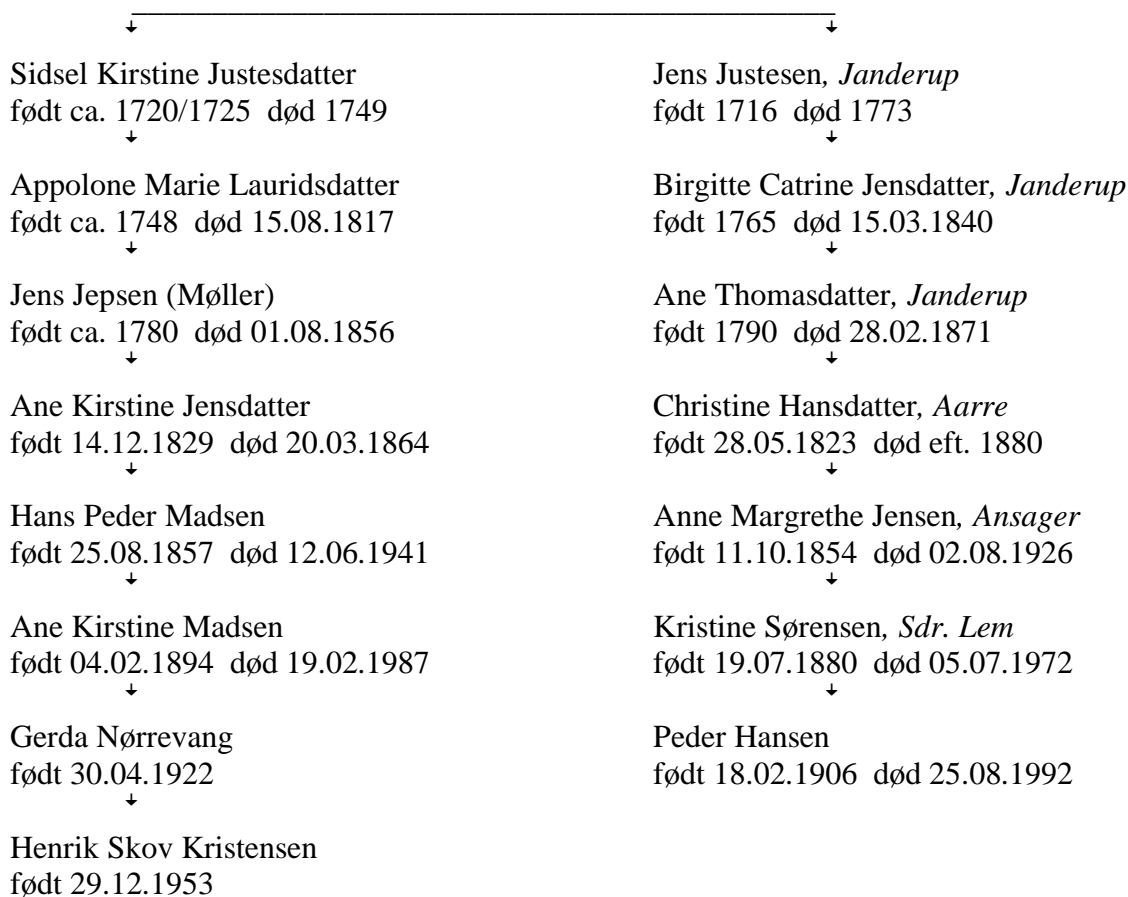 Sidsel Kirstine Justesdatter
født ca. 1720/1725 død 1749
Jens Justesen, Janderup
født 1716 død 1773
Appolone Marie Lauridsdatter
født ca. 1748 død 15.08.1817
Birgitte Catrine Jensdatter, Janderup
født 1765 død 15.03.1840
Jens Jepsen (Møller)
født ca. 1780 død 01.08.1856
Ane Thomasdatter, Janderup
født 1790 død 28.02.1871
Ane Kirstine Jensdatter
født 14.12.1829 død 20.03.1864
Christine Hansdatter, Aarre
født 28.05.1823 død eft. 1880
Hans Peder Madsen
født 25.08.1857 død 12.06.1941
Anne Margrethe Jensen, Ansager
født 11.10.1854 død 02.08.1926
Ane Kirstine Madsen
født 04.02.1894 død 19.02.1987
Kristine Sørensen, Sdr. Lem
født 19.07.1880 død 05.07.1972
Gerda Nørrevang
født 30.04.1922
Peder Hansen
født 18.02.1906 død 25.08.1992
Henrik Skov Kristensen
født 29.12.1953